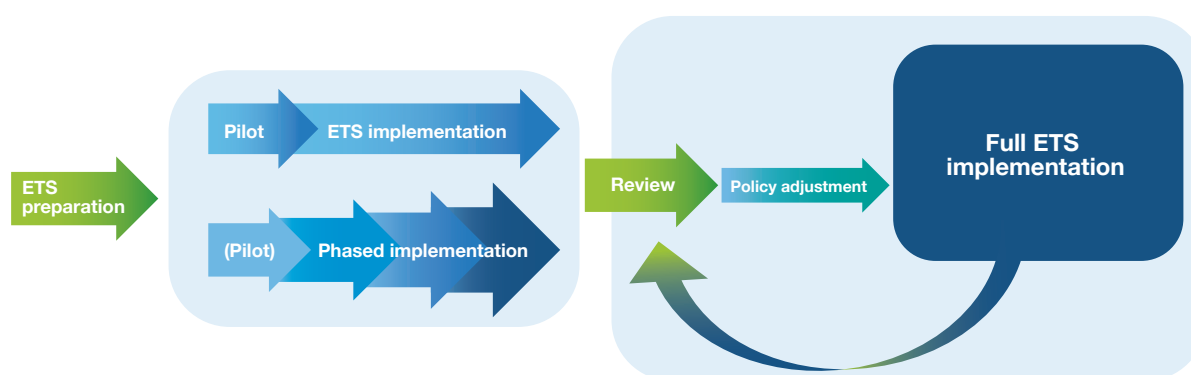 ETS
preparation
Pilot
ETS implementation
(Pilot)
Phased implementation
Review
Policy adjustment
Full ETS
implementation